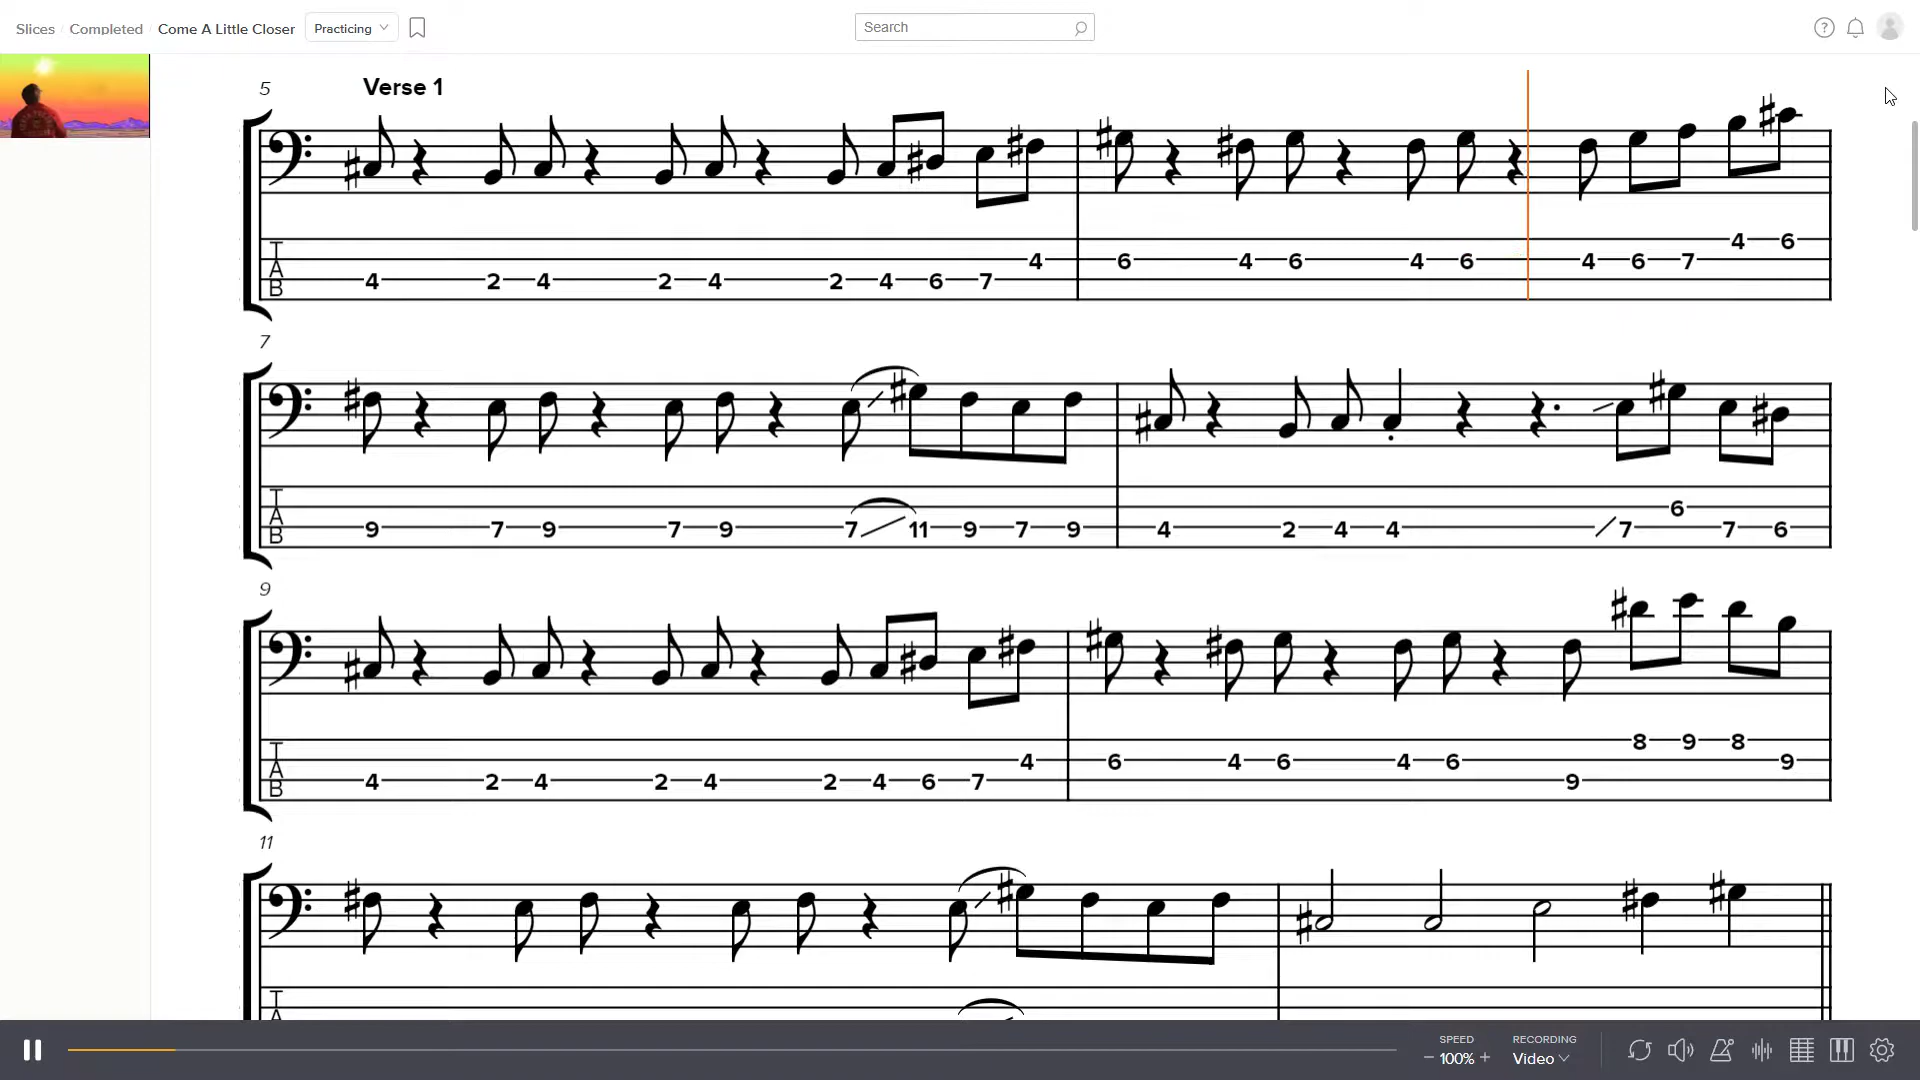 Slices / Completed / Come A Little Closer Practicing
Search
5 Verse 1
4 2 4 2 4 2 4 6 7 4 6 4 6 4 6 4 6 7 4 6
T
A
B
7
9 7 9 7 9 7 11 9 7 9 4 2 4 4 7 6 7 6
T
A
B
9
4 2 4 2 4 2 4 6 7 4 6 4 6 4 6 9 8 9 8 9
T
A
B
11
T
A
SPEED
− 100% +
RECORDING
Video